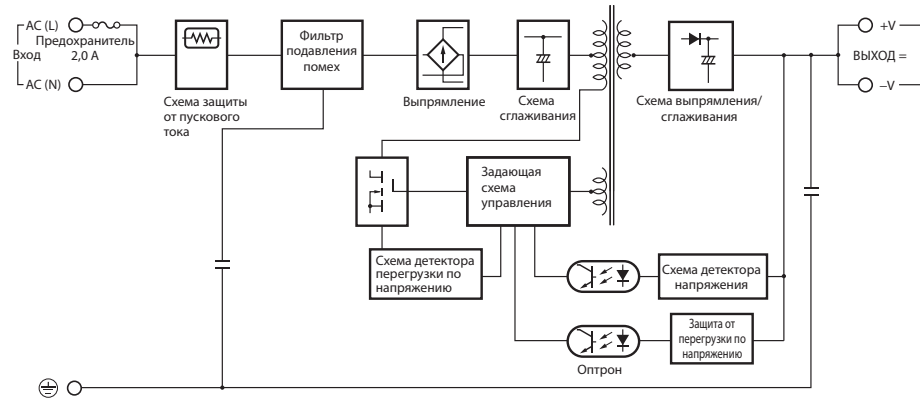 AC (L)
Предохранитель
2,0 А
Вход
AC (N)
Схема защиты
от пускового
тока
Фильтр
подавления
помех
Выпрямление
Схема
сглаживания
Схема выпрямления/
сглаживания
+V
ВЫХОД =
–V
Задающая
схема
управления
Схема детектора
перегрузки по
напряжению
Схема детектора
напряжения
Защита от
перегрузки по
напряжению
Оптрон